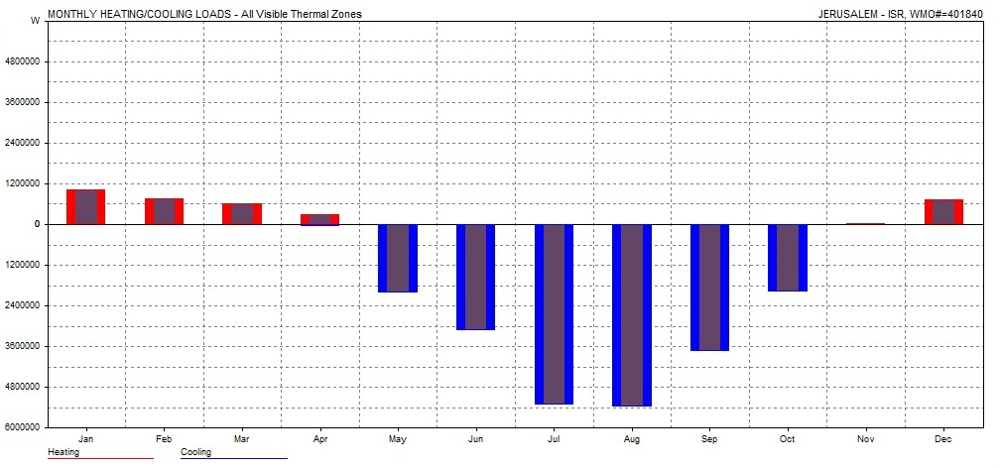 MONTHLY HEATING/COOLING LOADS - All Visible Thermal Zones
JERUSALEM - ISR, WMO#=401840
W
4800000
3600000
2400000
1200000
0
1200000
2400000
3600000
4800000
6000000
Jan Feb Mar Apr May Jun Jul Aug Sep Oct Nov Dec
Heating Cooling